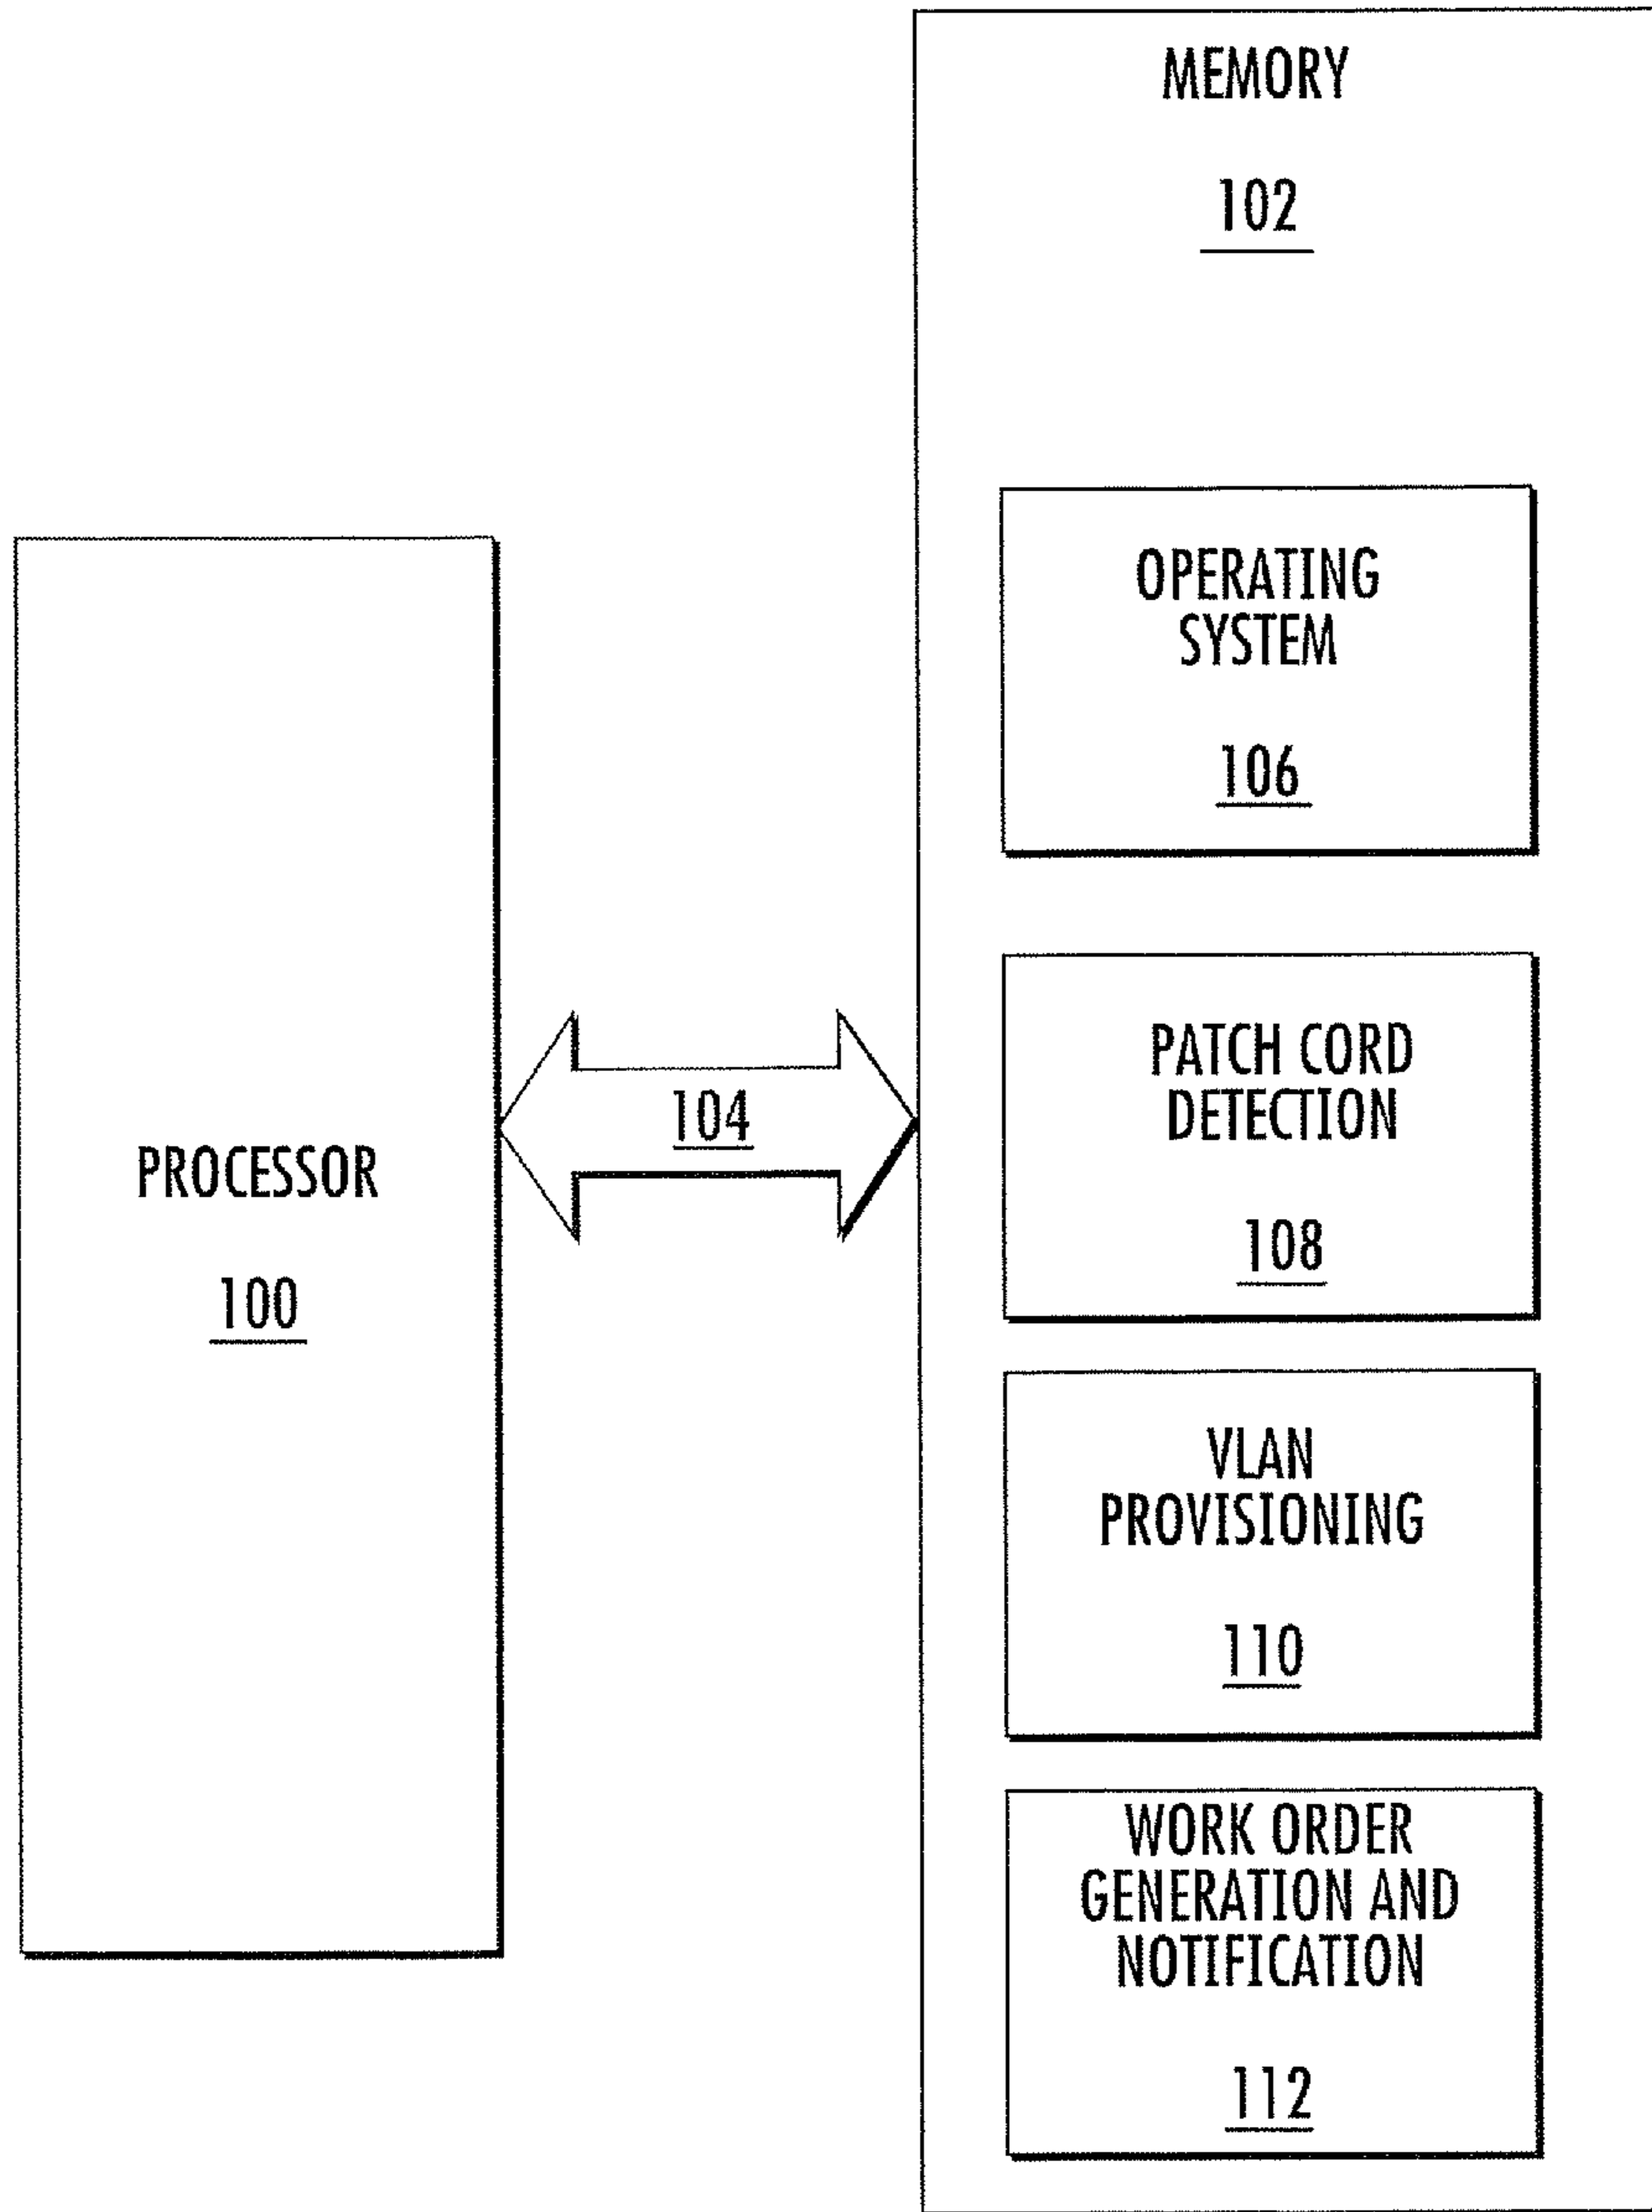 MEMORY
102
OPERATING
SYSTEM
106
PATCH CORD
DETECTION
108
104
PROCESSOR
100
VLAN
PROVISIONING
110
WORK ORDER
GENERATION AND
NOTIFICATION
112